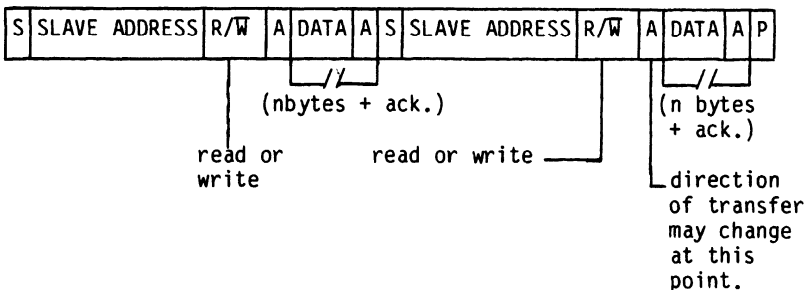 S SLAVE ADDRESS R/W̅ A DATA A S SLAVE ADDRESS R/W̅ A DATA A P
(nbytes + ack.)
(n bytes
+ ack.)
read or
write
read or write
direction
of transfer
may change
at this
point.